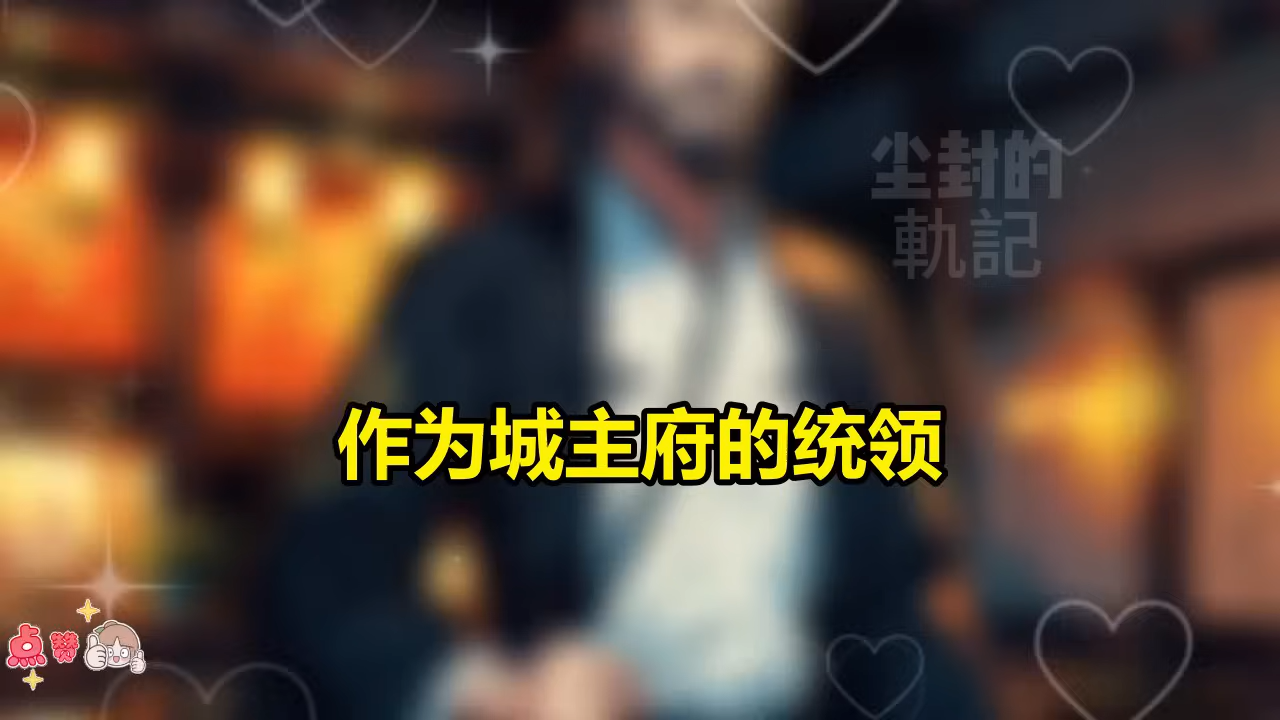 尘封的
軌記
作为城主府的统领
点赞